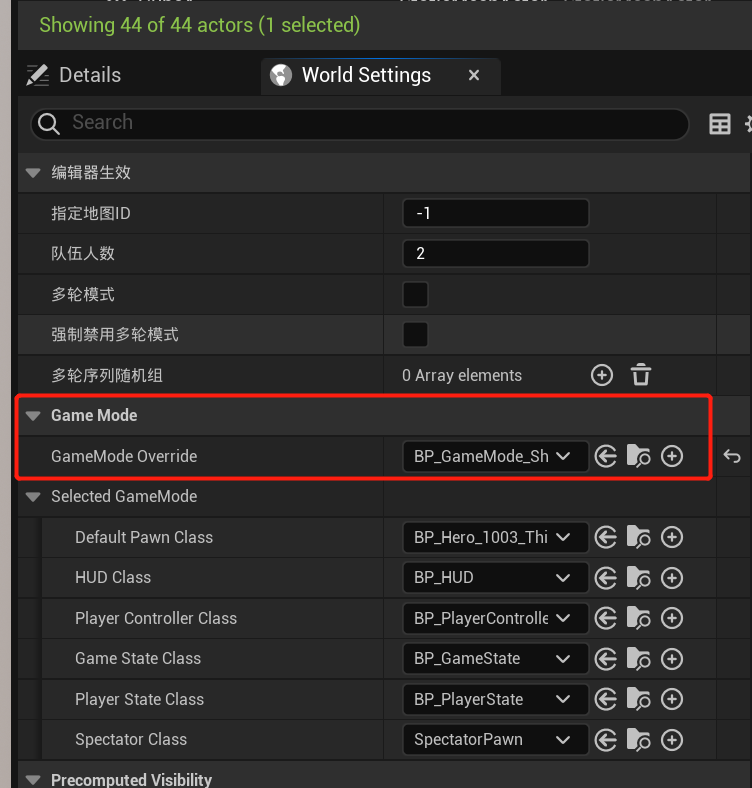 Showing 44 of 44 actors (1 selected)
Details
World Settings
Search
编辑器生效
指定地图ID -1
队伍人数 2
多轮模式
强制禁用多轮模式
多轮序列随机组 0 Array elements
Game Mode
GameMode Override BP_GameMode_Sh
Selected GameMode
Default Pawn Class BP_Hero_1003_Thi
HUD Class BP_HUD
Player Controller Class BP_PlayerControlle
Game State Class BP_GameState
Player State Class BP_PlayerState
Spectator Class SpectatorPawn
Precomputed Visibility